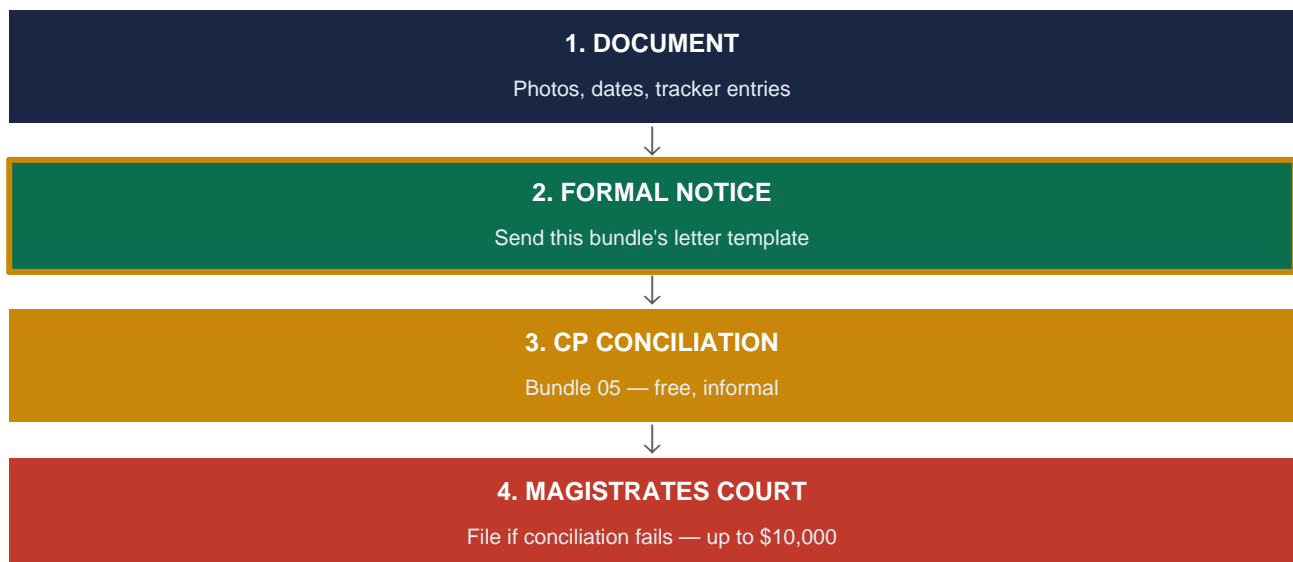 1. DOCUMENT
Photos, dates, tracker entries
2. FORMAL NOTICE
Send this bundle's letter template
3. CP CONCILIATION
Bundle 05 — free, informal
4. MAGISTRATES COURT
File if conciliation fails — up to $10,000